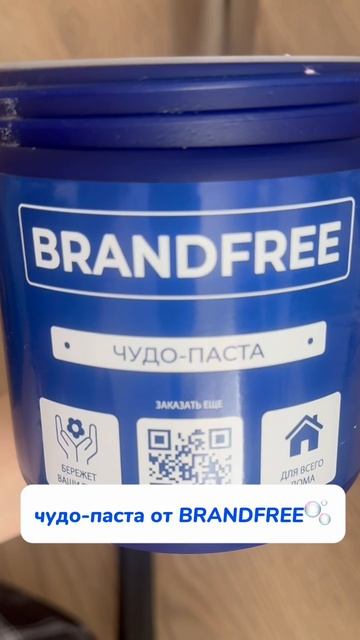 BRANDFREE
ЧУДО-ПАСТА
ЗАКАЗАТЬ ЕЩЕ
БЕРЕЖЕТ
ДЛЯ ВСЕГО
ДОМА
чудо-паста от BRANDFREE